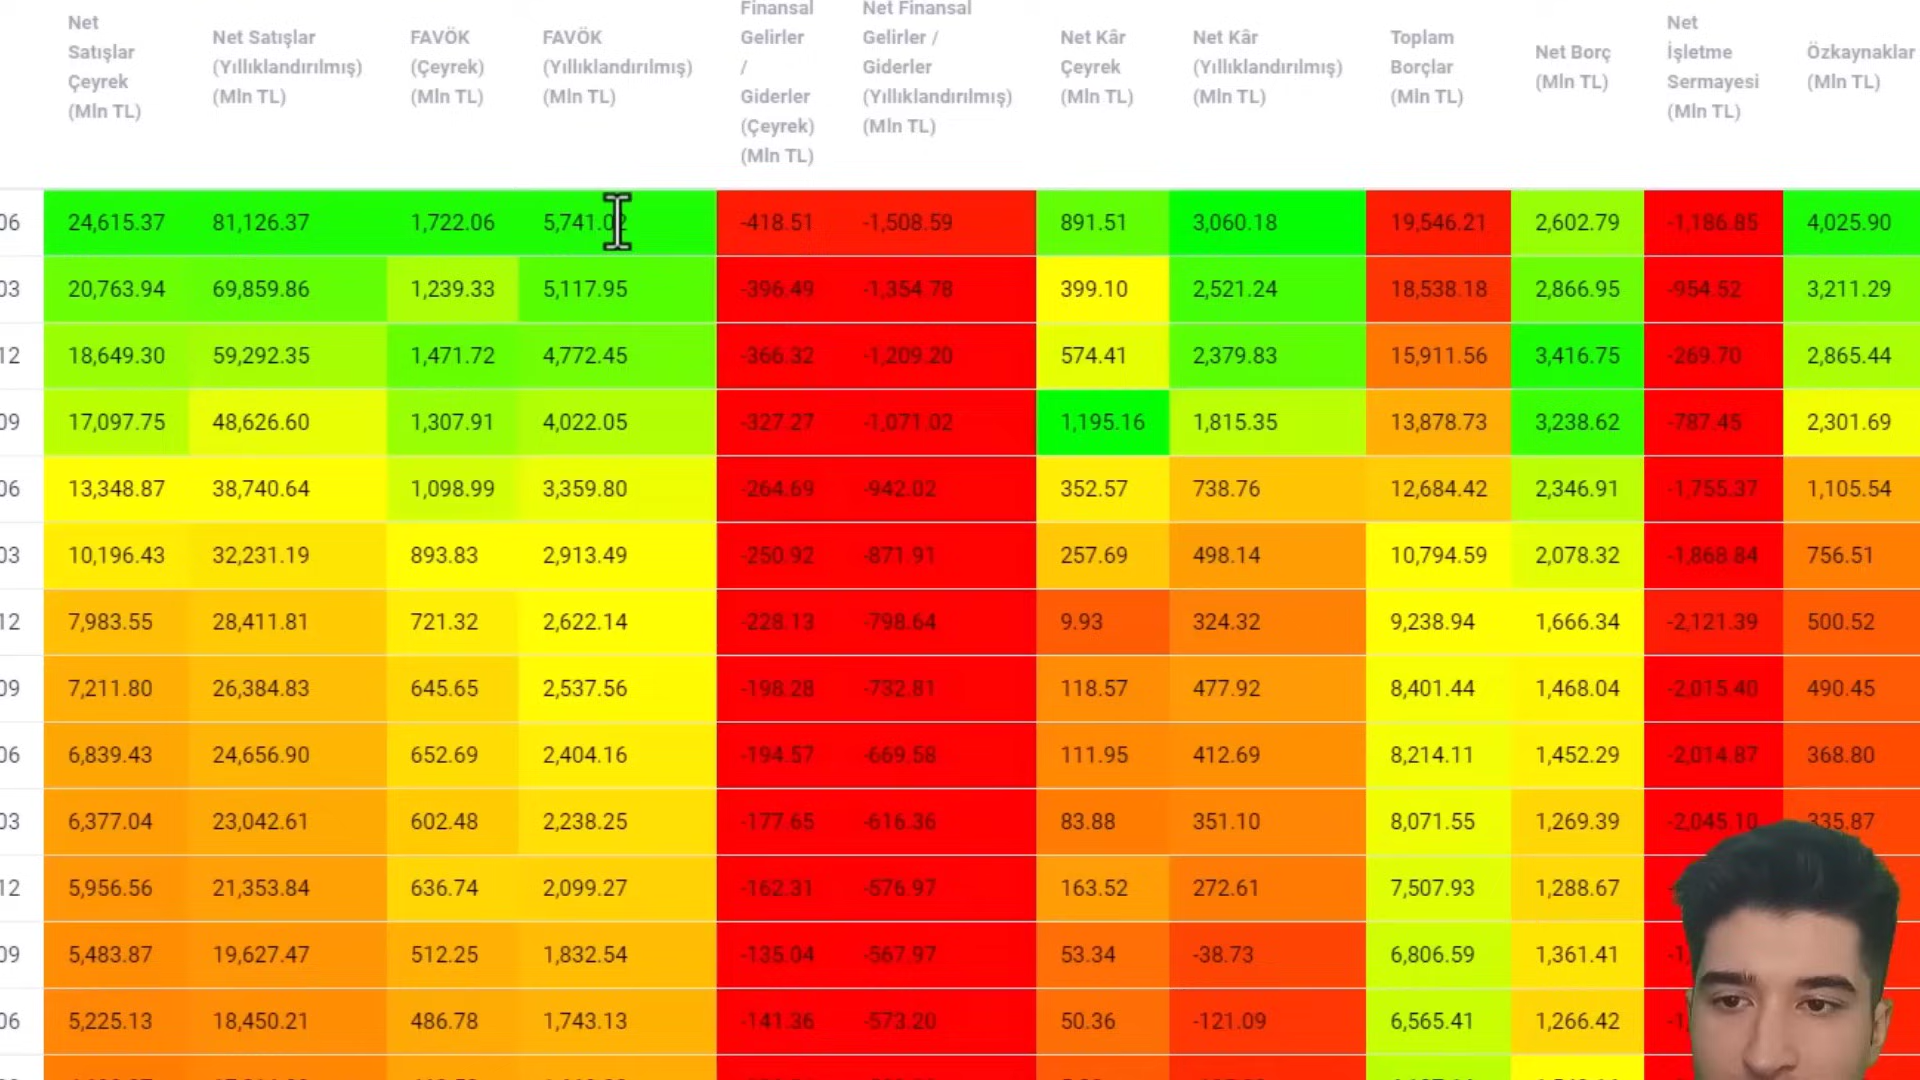 Net Satışlar Çeyrek (Mln TL) Net Satışlar (Yıllıklandırılmış) (Mln TL) FAVÖK (Çeyrek) (Mln TL) FAVÖK (Yıllıklandırılmış) (Mln TL) Finansal Gelirler / Giderler (Çeyrek) (Mln TL) Net Finansal Gelirler / Giderler (Yıllıklandırılmış) (Mln TL) Net Kâr Çeyrek (Mln TL) Net Kâr (Yıllıklandırılmış) (Mln TL) Toplam Borçlar (Mln TL) Net Borç (Mln TL) Net İşletme Sermayesi (Mln TL) Özkaynaklar (Mln TL)
06 24,615.37 81,126.37 1,722.06 5,741.02 -418.51 -1,508.59 891.51 3,060.18 19,546.21 2,602.79 -1,186.85 4,025.90
03 20,763.94 69,859.86 1,239.33 5,117.95 -396.49 -1,354.78 399.10 2,521.24 18,538.18 2,866.95 -954.52 3,211.29
12 18,649.30 59,292.35 1,471.72 4,772.45 -366.32 -1,209.20 574.41 2,379.83 15,911.56 3,416.75 -269.70 2,865.44
09 17,097.75 48,626.60 1,307.91 4,022.05 -327.27 -1,071.02 1,195.16 1,815.35 13,878.73 3,238.62 -787.45 2,301.69
06 13,348.87 38,740.64 1,098.99 3,359.80 -264.69 -942.02 352.57 738.76 12,684.42 2,346.91 -1,755.37 1,105.54
03 10,196.43 32,231.19 893.83 2,913.49 -250.92 -871.91 257.69 498.14 10,794.59 2,078.32 -1,868.84 756.51
12 7,983.55 28,411.81 721.32 2,622.14 -228.13 -798.64 9.93 324.32 9,238.94 1,666.34 -2,121.39 500.52
09 7,211.80 26,384.83 645.65 2,537.56 -198.28 -732.81 118.57 477.92 8,401.44 1,468.04 -2,015.40 490.45
06 6,839.43 24,656.90 652.69 2,404.16 -194.57 -669.58 111.95 412.69 8,214.11 1,452.29 -2,014.87 368.80
03 6,377.04 23,042.61 602.48 2,238.25 -177.65 -616.36 83.88 351.10 8,071.55 1,269.39 -2,045.10 335.87
12 5,956.56 21,353.84 636.74 2,099.27 -162.31 -576.97 163.52 272.61 7,507.93 1,288.67
09 5,483.87 19,627.47 512.25 1,832.54 -135.04 -567.97 53.34 -38.73 6,806.59 1,361.41
06 5,225.13 18,450.21 486.78 1,743.13 -141.36 -573.20 50.36 -121.09 6,565.41 1,266.42